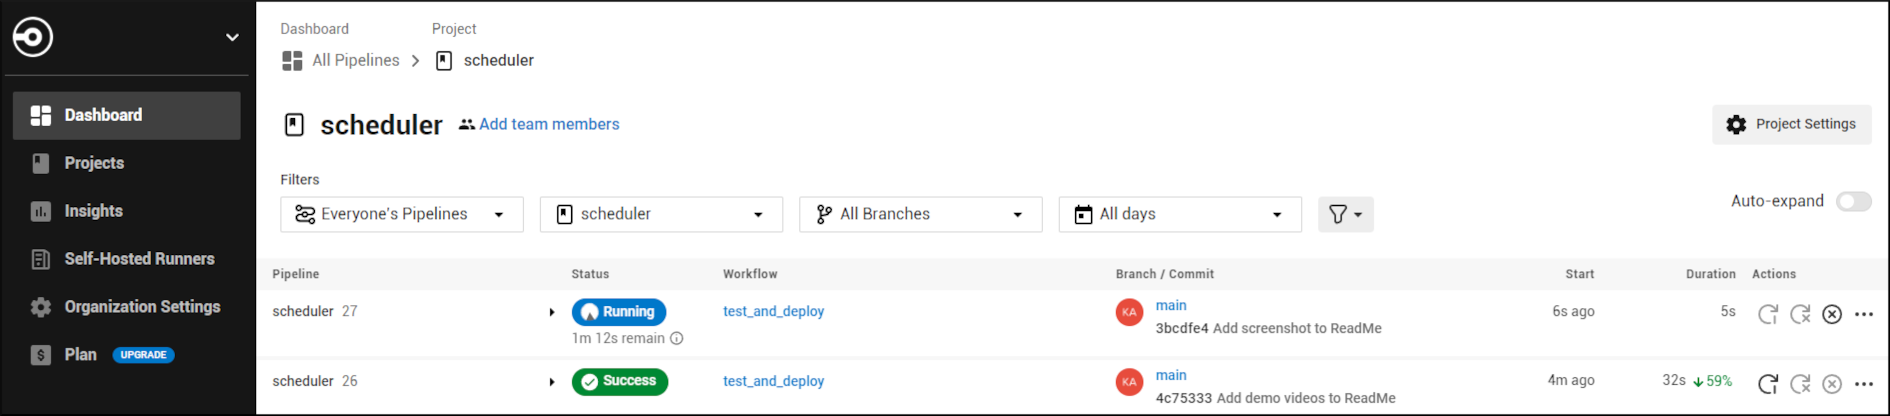 Dashboard Project
All Pipelines scheduler
Dashboard
Projects
Insights
Self-Hosted Runners
Organization Settings
Plan UPGRADE
scheduler Add team members
Project Settings
Filters
Everyone's Pipelines scheduler All Branches All days
Auto-expand
Pipeline Status Workflow Branch / Commit Start Duration Actions
scheduler 27 Running test_and_deploy KA main 6s ago 5s
1m 12s remain 3bcdfe4 Add screenshot to ReadMe
scheduler 26 Success test_and_deploy KA main 4m ago 32s 59%
4c75333 Add demo videos to ReadMe